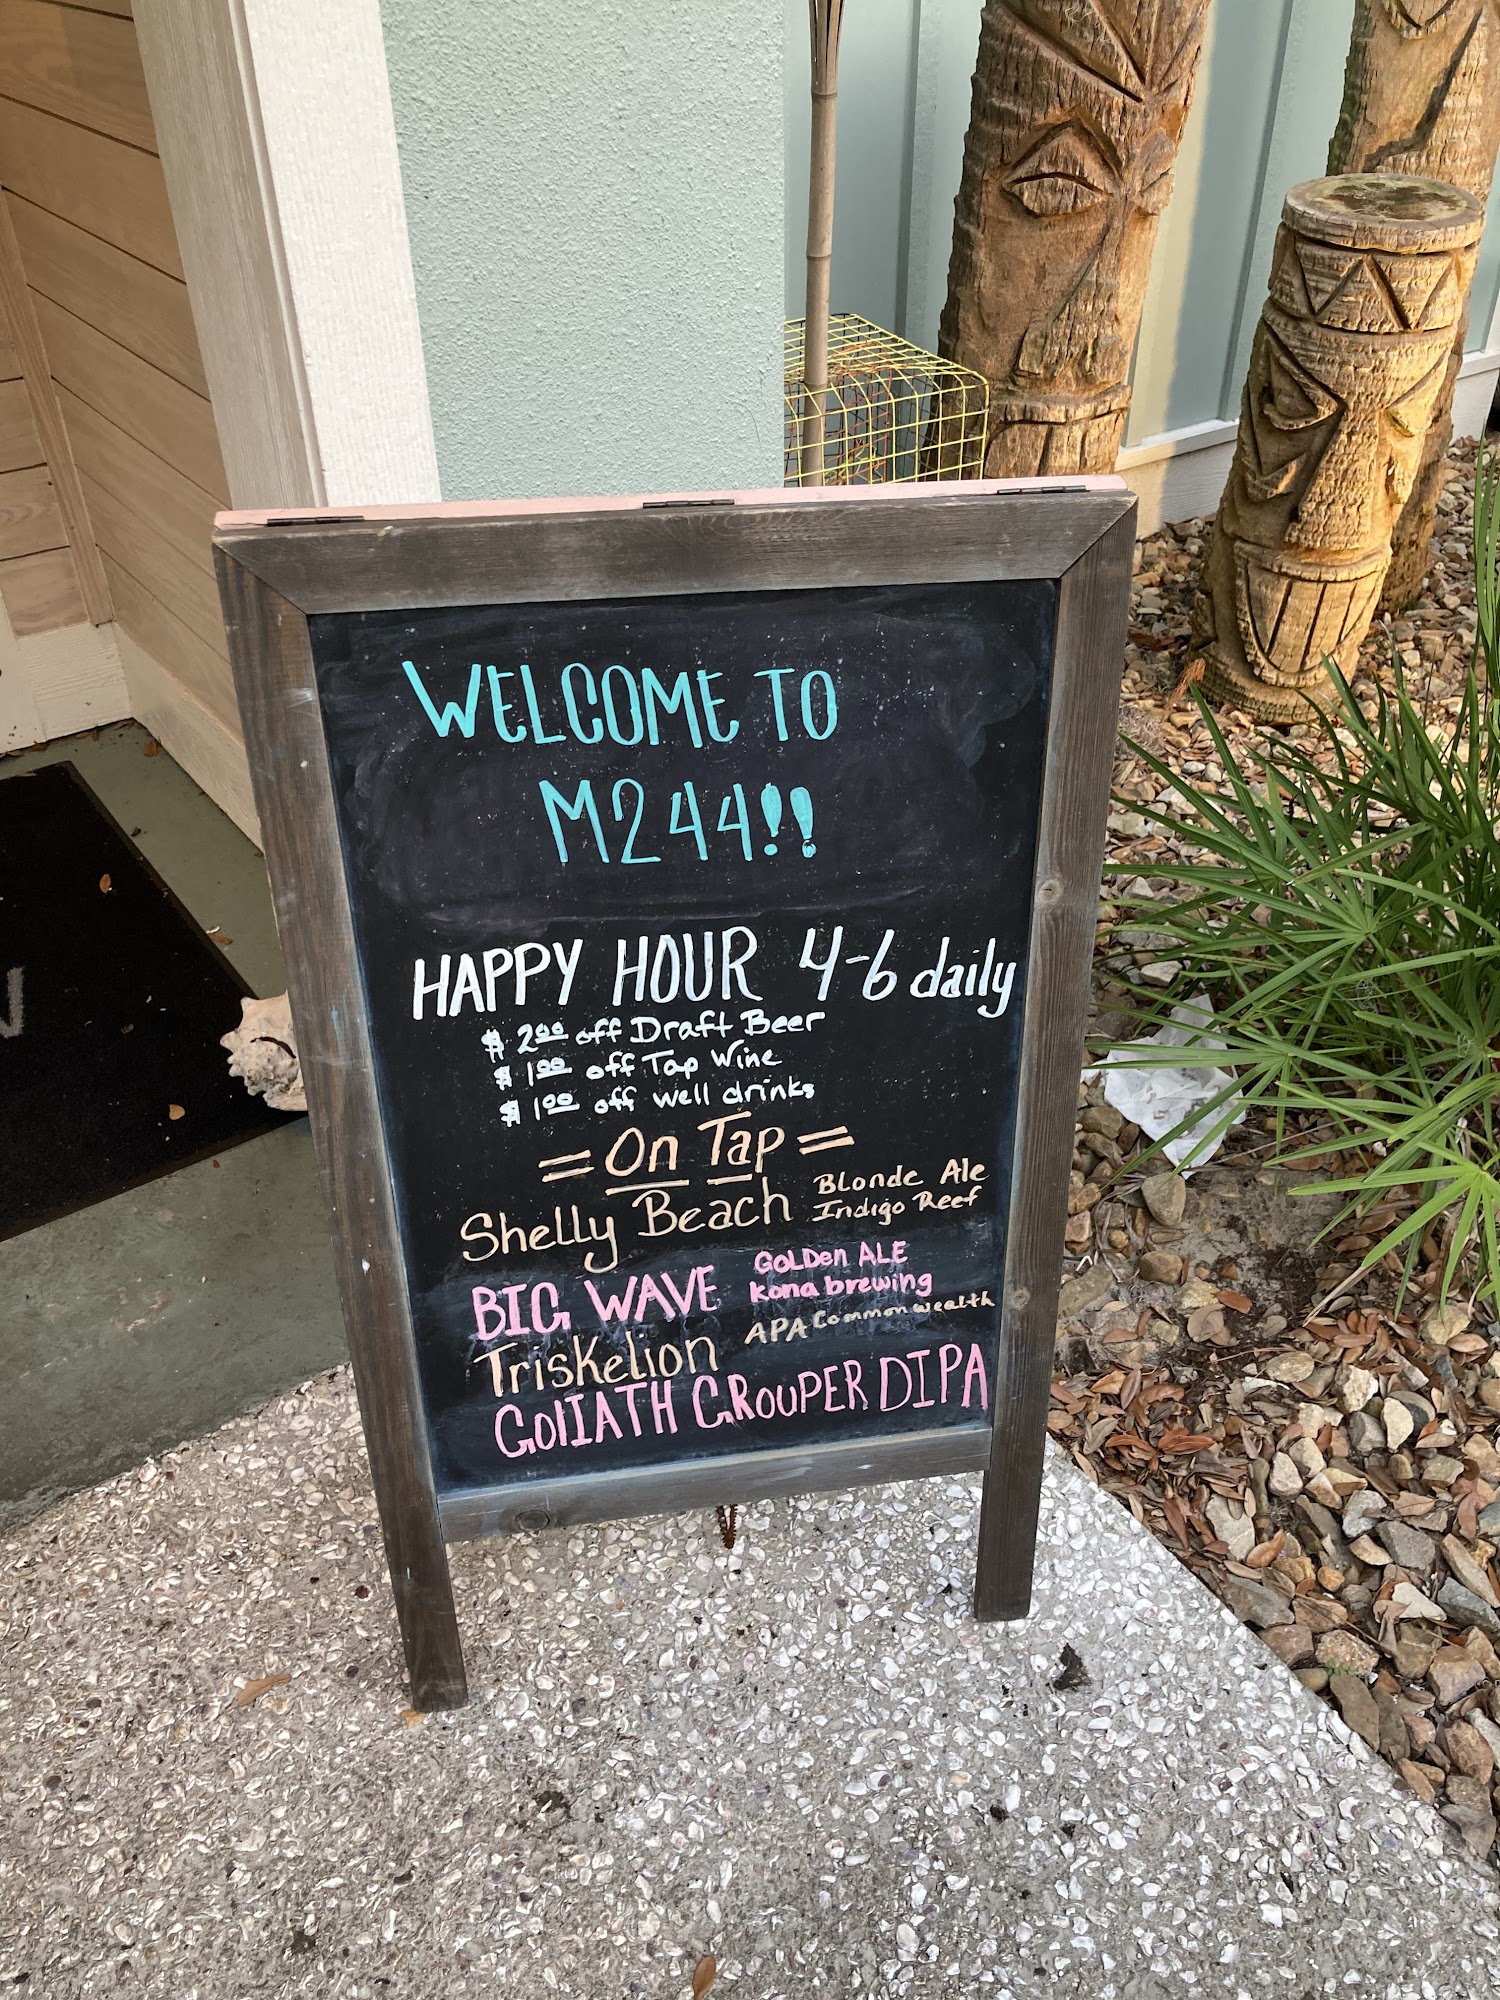 WELCOME TO
M244!!
HAPPY HOUR 4-6 daily
$2.00 off Draft Beer
$1.00 off Tap Wine
$1.00 off well drinks
= On Tap =
Shelly Beach Blonde Ale Indigo Reef
BIG WAVE GOLDEN ALE Kona brewing
Triskelion APA Commonwealth
GOLIATH GROUPER DIPA